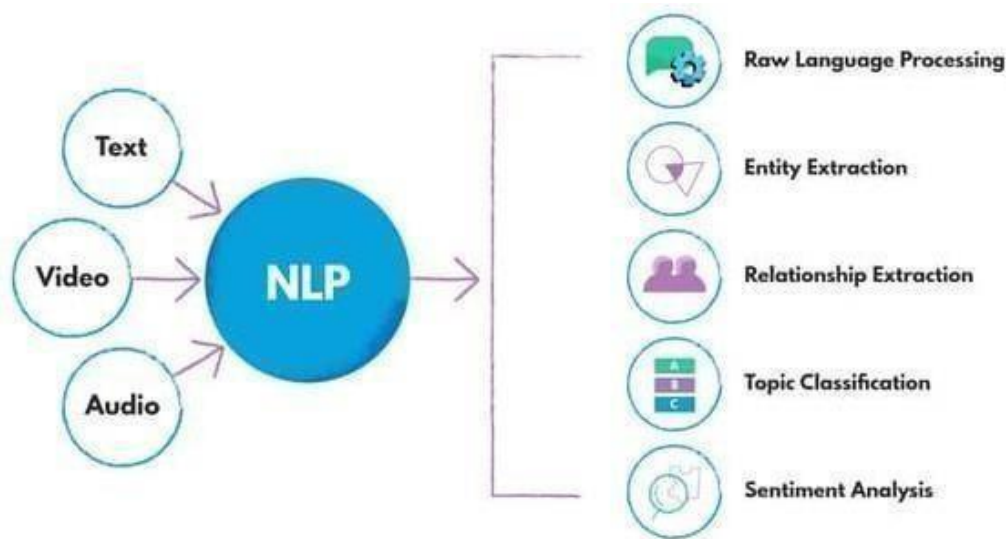 Text
Video
Audio
NLP
Raw Language Processing
Entity Extraction
Relationship Extraction
A
B
C
Topic Classification
Sentiment Analysis